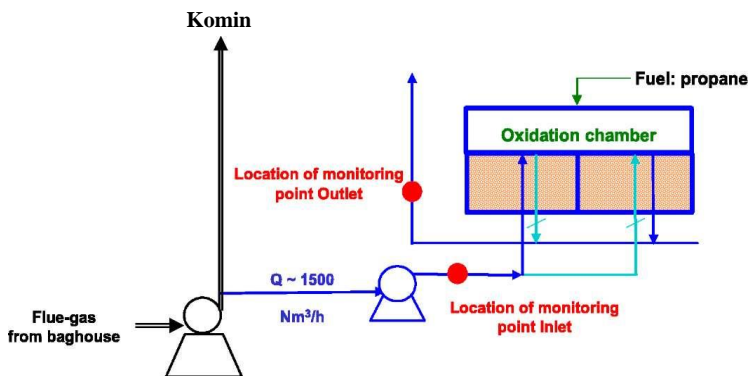 Komin
Fuel: propane
Oxidation chamber
Location of monitoring
point Outlet
Q ~ 1500
Nm³/h
Location of monitoring
point Inlet
Flue-gas
from baghouse